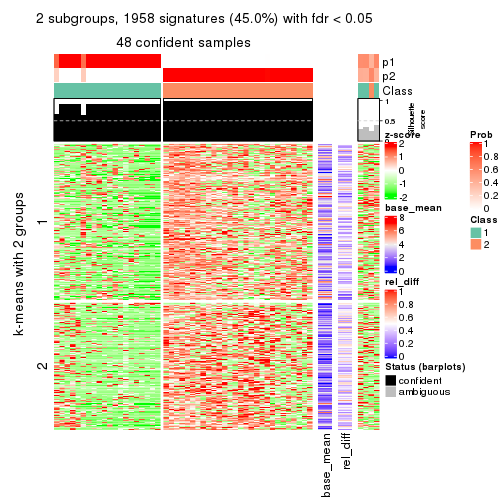 2 subgroups, 1958 signatures (45.0%) with fdr < 0.05
48 confident samples
p1
p2
Class
1
0.5
0
Silhouette
score
k-means with 2 groups
1
2
base_mean
rel_diff
z-score
2
1
0
-1
-2
base_mean
8
6
4
2
0
rel_diff
1
0.8
0.6
0.4
0.2
0
Status (barplots)
confident
ambiguous
Prob
1
0.8
0.6
0.4
0.2
0
Class
1
2